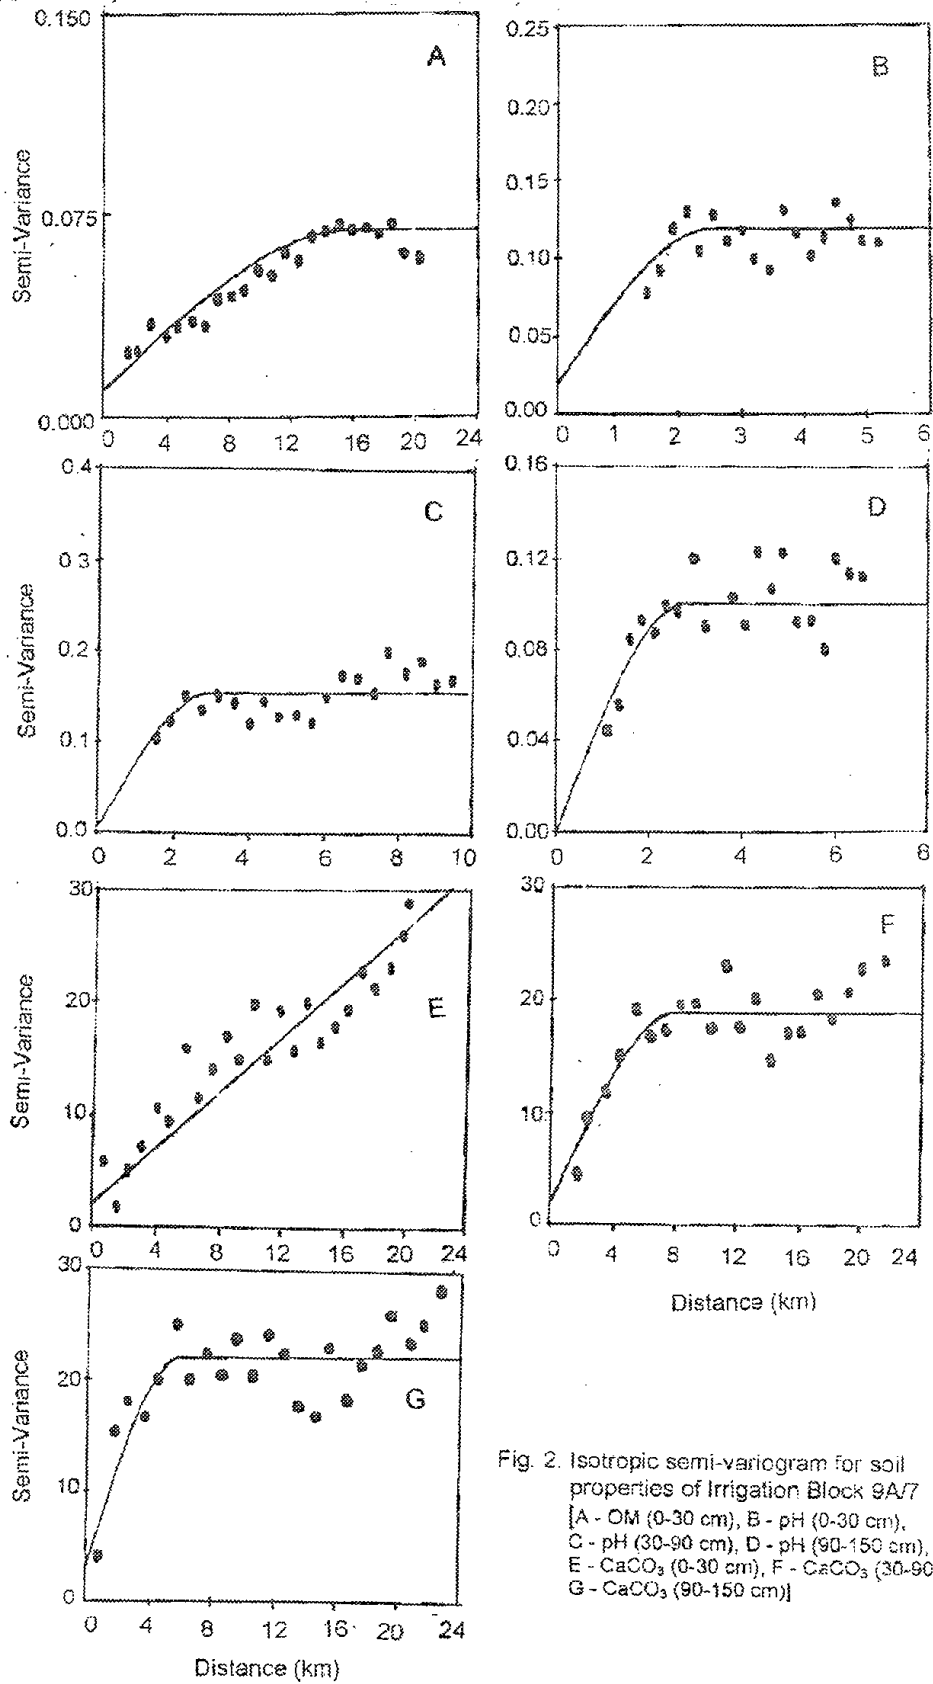 0.150
0.075
0.000
Semi-Variance
A
0 4 8 12 16 20 24
0.25
0.20
0.15
0.10
0.05
0.00
B
0 1 2 3 4 5 6
0.4
0.3
0.2
0.1
0.0
Semi-Variance
C
0 2 4 6 8 10
0.16
0.12
0.08
0.04
0.00
D
0 2 4 6 8
30
20
10
0
Semi-Variance
E
0 4 8 12 16 20 24
30
20
10
0
F
0 4 8 12 16 20 24
Distance (km)
30
20
10
0
Semi-Variance
G
0 4 8 12 16 20 24
Distance (km)
Fig. 2. Isotropic semi-variogram for soil
properties of Irrigation Block 9A/7
[A - OM (0-30 cm), B - pH (0-30 cm),
C - pH (30-90 cm), D - pH (90-150 cm),
E - CaCO₃ (0-30 cm), F - CaCO₃ (30-90
G - CaCO₃ (90-150 cm)]